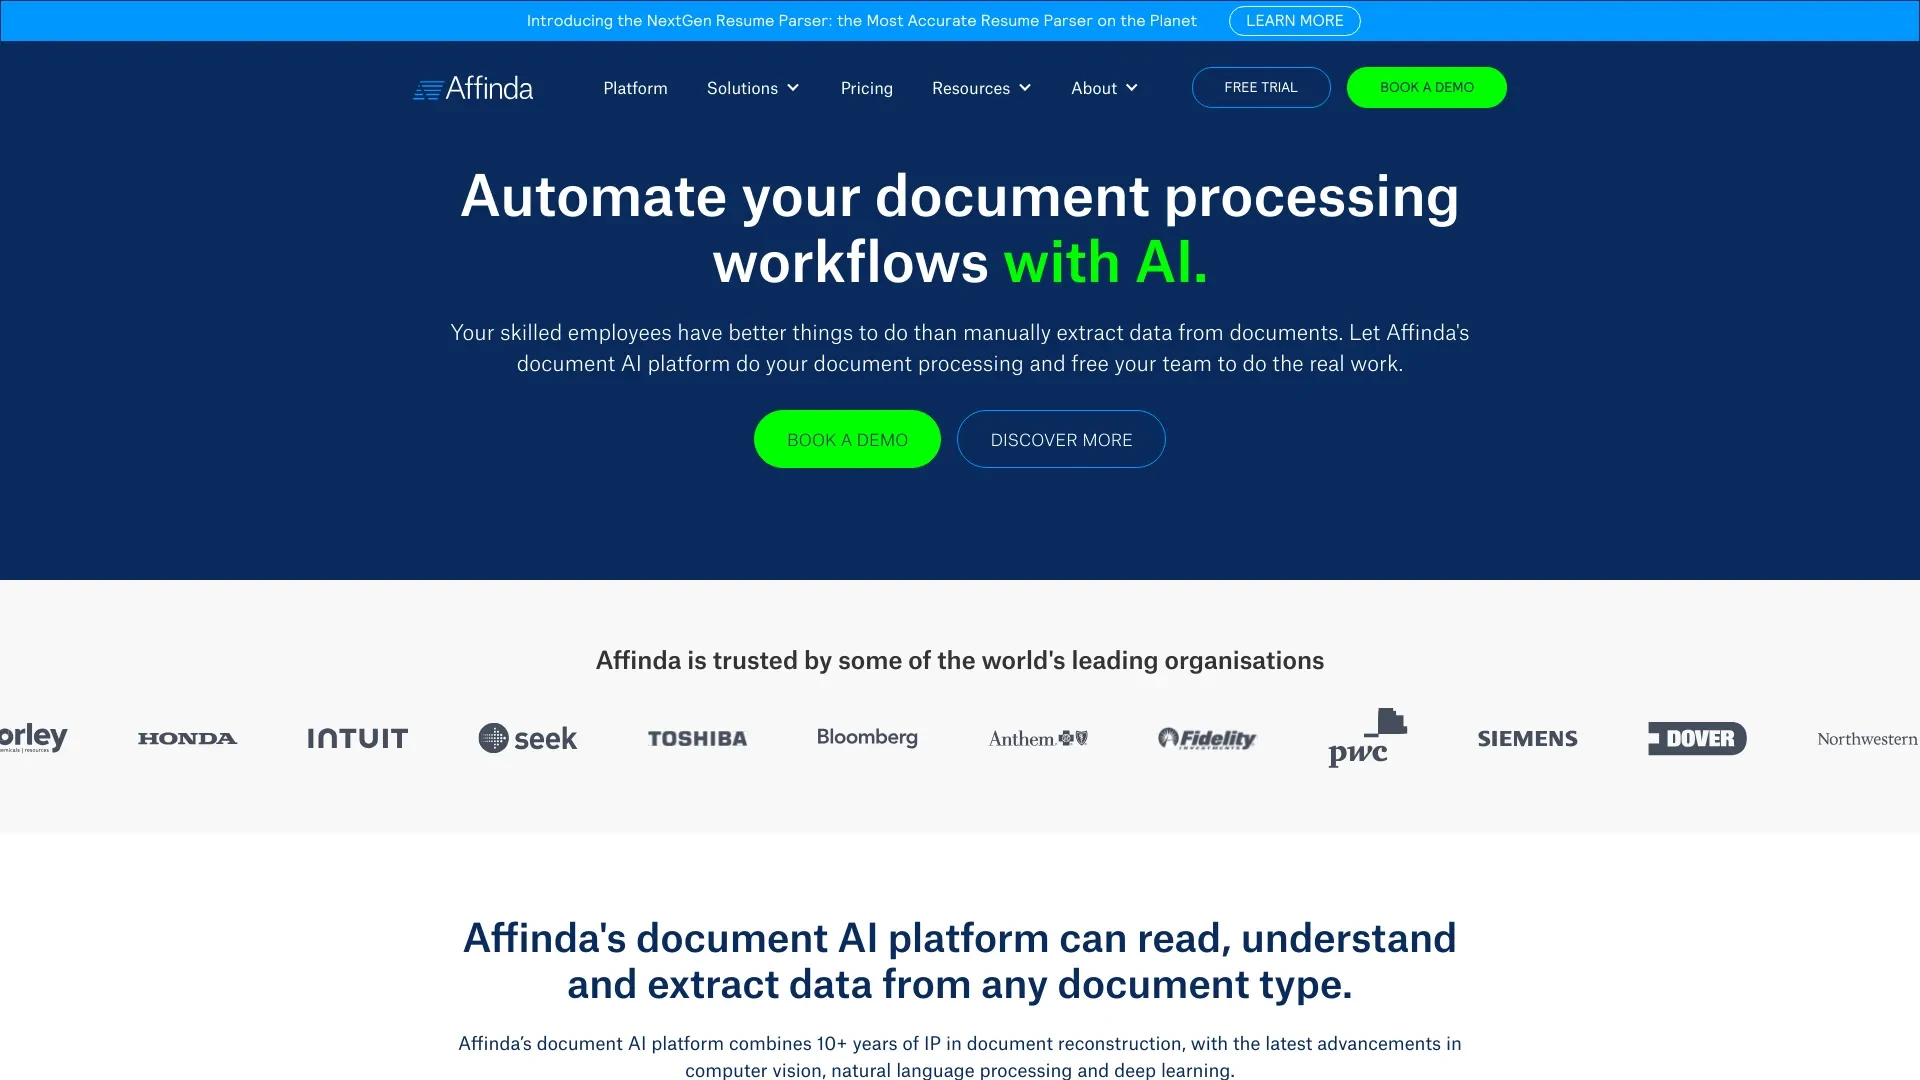 Introducing the NextGen Resume Parser: the Most Accurate Resume Parser on the Planet LEARN MORE
Affinda Platform Solutions Pricing Resources About FREE TRIAL BOOK A DEMO
Automate your document processing
workflows with AI.
Your skilled employees have better things to do than manually extract data from documents. Let Affinda's
document AI platform do your document processing and free your team to do the real work.
BOOK A DEMO DISCOVER MORE
Affinda is trusted by some of the world's leading organisations
orley HONDA INTUIT seek TOSHIBA Bloomberg Anthem Fidelity INVESTMENTS pwc SIEMENS DOVER Northwestern
resources
Affinda's document AI platform can read, understand
and extract data from any document type.
Affinda’s document AI platform combines 10+ years of IP in document reconstruction, with the latest advancements in
computer vision, natural language processing and deep learning.